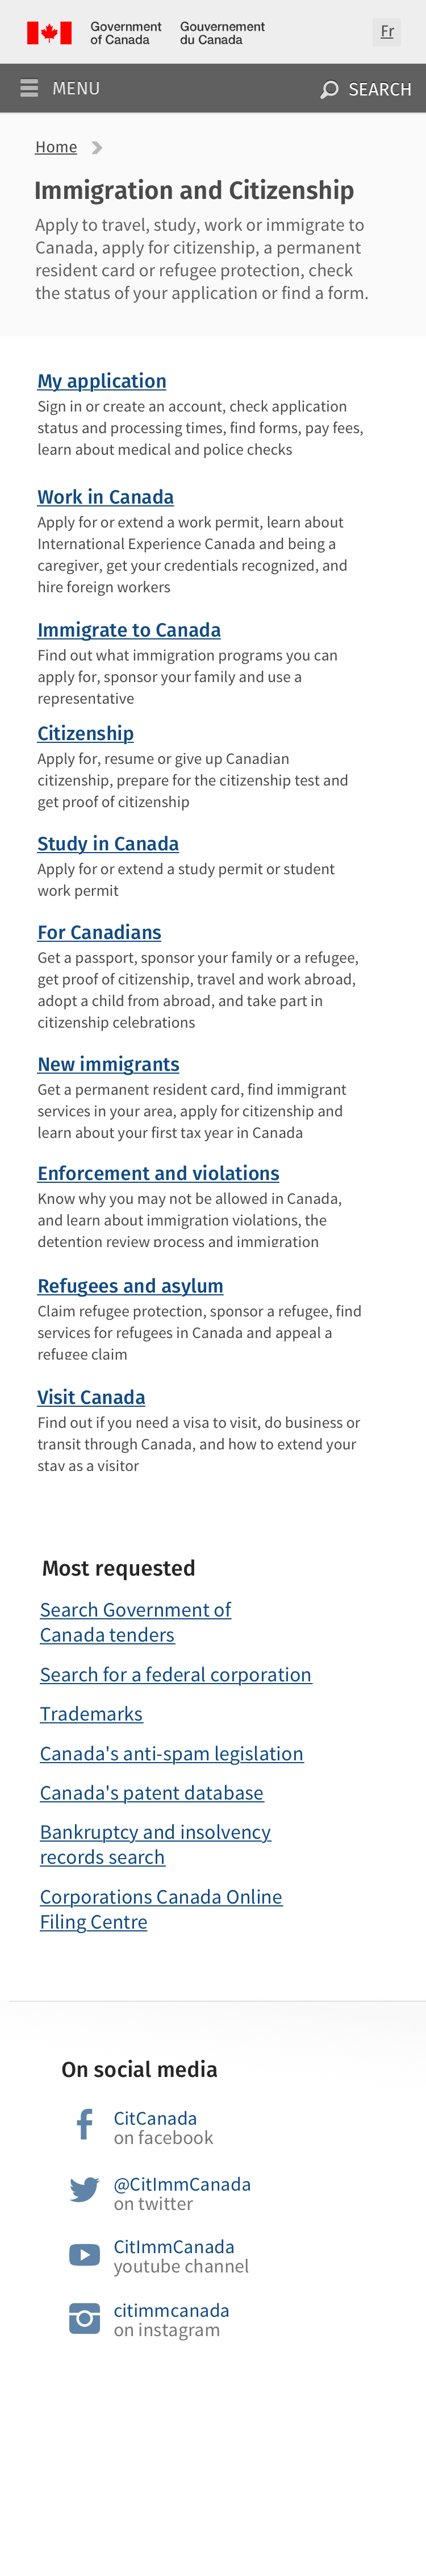 Government
of Canada
Gouvernement
du Canada
Fr
MENU
SEARCH
Home
Immigration and Citizenship
Apply to travel, study, work or immigrate to
Canada, apply for citizenship, a permanent
resident card or refugee protection, check
the status of your application or find a form.
My application
Sign in or create an account, check application
status and processing times, find forms, pay fees,
learn about medical and police checks
Work in Canada
Apply for or extend a work permit, learn about
International Experience Canada and being a
caregiver, get your credentials recognized, and
hire foreign workers
Immigrate to Canada
Find out what immigration programs you can
apply for, sponsor your family and use a
representative
Citizenship
Apply for, resume or give up Canadian
citizenship, prepare for the citizenship test and
get proof of citizenship
Study in Canada
Apply for or extend a study permit or student
work permit
For Canadians
Get a passport, sponsor your family or a refugee,
get proof of citizenship, travel and work abroad,
adopt a child from abroad, and take part in
citizenship celebrations
New immigrants
Get a permanent resident card, find immigrant
services in your area, apply for citizenship and
learn about your first tax year in Canada
Enforcement and violations
Know why you may not be allowed in Canada,
and learn about immigration violations, the
detention review process and immigration
Refugees and asylum
Claim refugee protection, sponsor a refugee, find
services for refugees in Canada and appeal a
refugee claim
Visit Canada
Find out if you need a visa to visit, do business or
transit through Canada, and how to extend your
stay as a visitor
Most requested
Search Government of
Canada tenders
Search for a federal corporation
Trademarks
Canada's anti-spam legislation
Canada's patent database
Bankruptcy and insolvency
records search
Corporations Canada Online
Filing Centre
On social media
CitCanada
on facebook
@CitImmCanada
on twitter
CitImmCanada
youtube channel
citimmcanada
on instagram